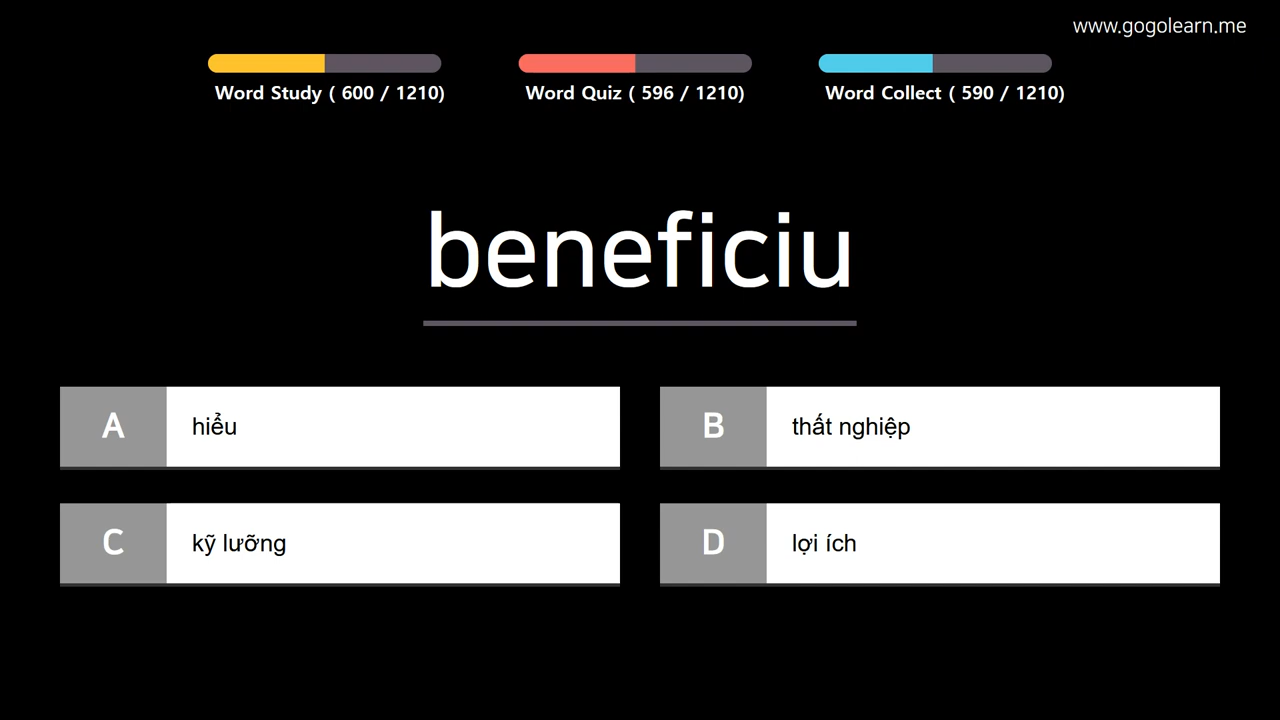 www.gogolearn.me
Word Study ( 600 / 1210)
Word Quiz ( 596 / 1210)
Word Collect ( 590 / 1210)
beneficiu
A hiểu
B thất nghiệp
C kỹ lưỡng
D lợi ích